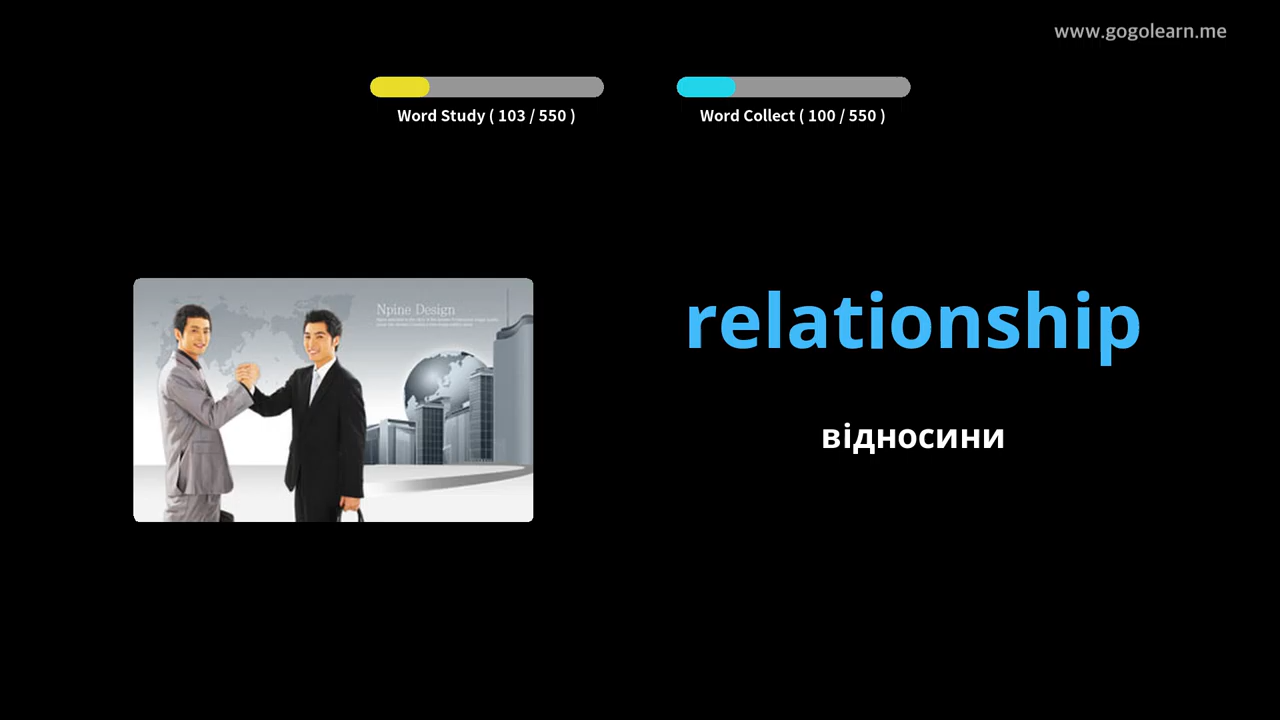 www.gogolearn.me
Word Study ( 103 / 550 )
Word Collect ( 100 / 550 )
Npine Design
relationship
відносини